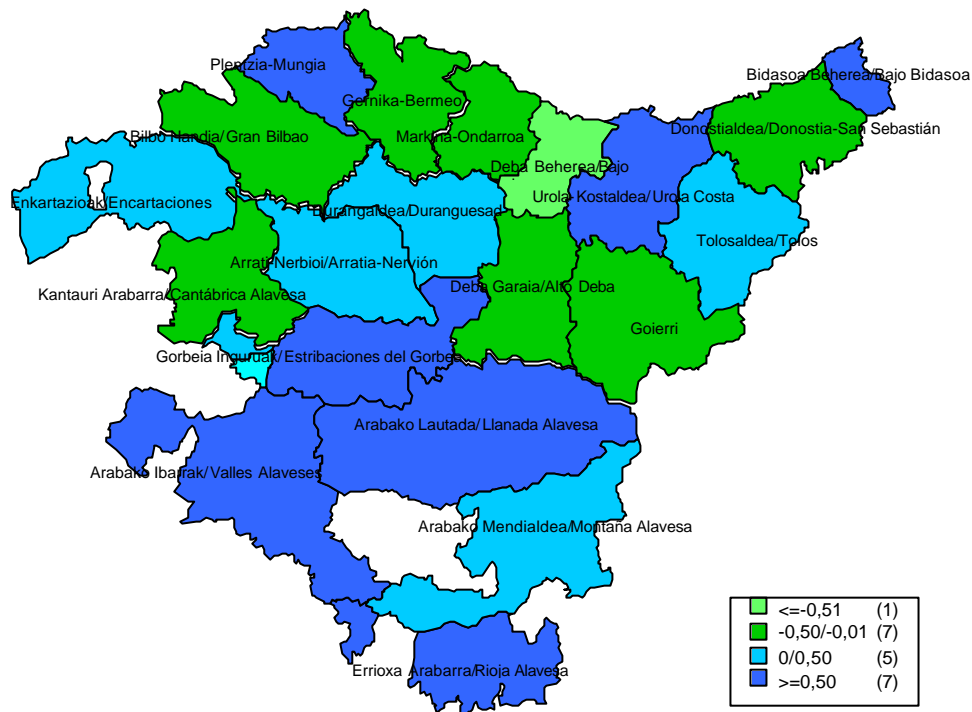 Plentzia-Mungia
Bidasoa Beherea/Bajo Bidasoa
Gernika-Bermeo
Donostialdea/Donostia-San Sebastián
Bilbo Handia/Gran Bilbao
Markina-Ondarroa
Deba Beherea/Bajo
Enkartazioak/Encartaciones
Urola Kostaldea/Urola Costa
Durangaldea/Duranguesad
Tolosaldea/Tolos
Arrati-Nerbioi/Arratia-Nervión
Kantauri Arabarra/Cantábrica Alavesa
Deba Garaia/Alto Deba
Goierri
Gorbeia Inguruak/Estribaciones del Gorbea
Arabako Lautada/Llanada Alavesa
Arabako Ibarrak/Valles Alaveses
Arabako Mendialdea/Montaña Alavesa
Errioxa Arabarra/Rioja Alavesa
<=-0,51 (1)
-0,50/-0,01 (7)
0/0,50 (5)
>=0,50 (7)